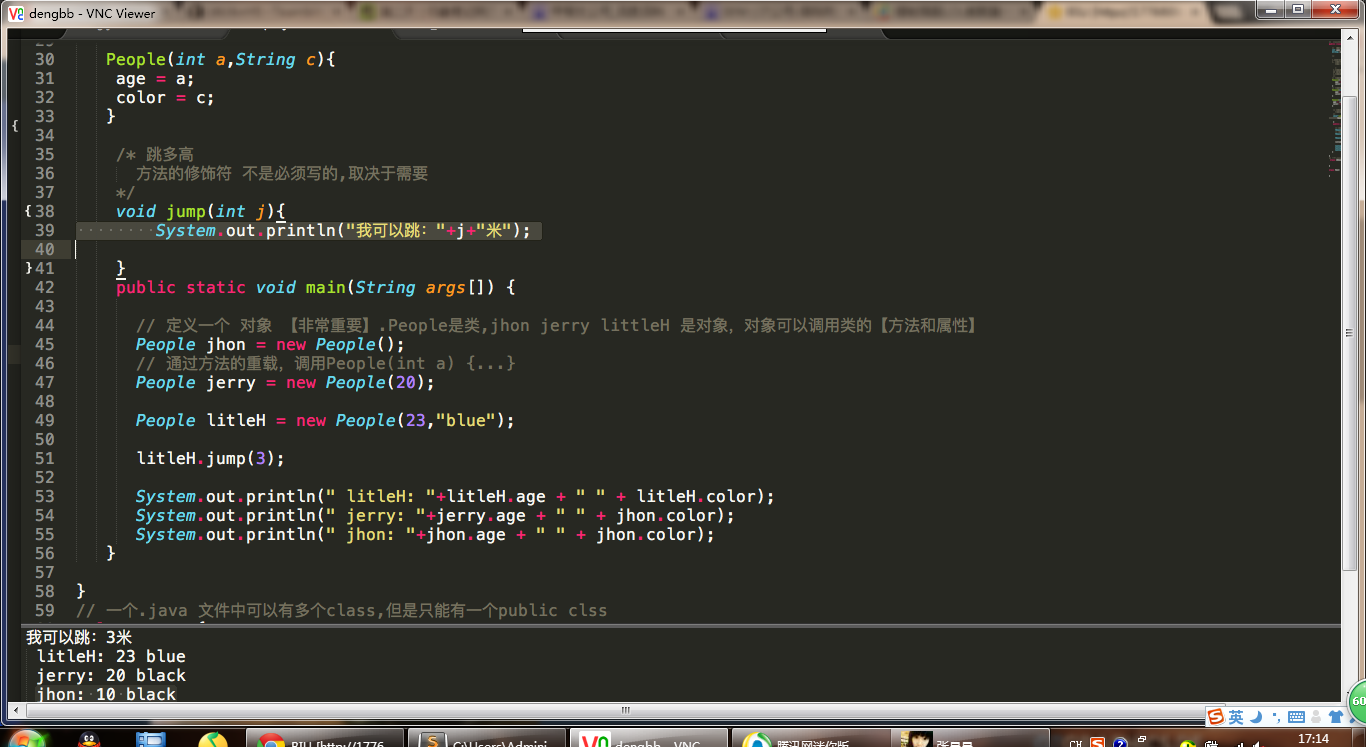 dengbb - VNC Viewer
30 People(int a,String c){
31 age = a;
32 color = c;
33 }
34
35 /* 跳多高
36 方法的修饰符 不是必须写的,取决于需要
37 */
{38 void jump(int j){
39 System.out.println("我可以跳: "+j+"米");
40
}41 }
42 public static void main(String args[]) {
43
44 // 定义一个 对象 【非常重要】.People是类,jhon jerry littleH 是对象, 对象可以调用类的【方法和属性】
45 People jhon = new People();
46 // 通过方法的重载, 调用People(int a) {...}
47 People jerry = new People(20);
48
49 People litleH = new People(23,"blue");
50
51 litleH.jump(3);
52
53 System.out.println(" litleH: "+litleH.age + " " + litleH.color);
54 System.out.println(" jerry: "+jerry.age + " " + jhon.color);
55 System.out.println(" jhon: "+jhon.age + " " + jhon.color);
56 }
57
58 }
59 // 一个.java 文件中可以有多个class,但是只能有一个public clss
我可以跳: 3米
litleH: 23 blue
jerry: 20 black
jhon: 10 black
60
英
C:\Users\Admini
dengbb - VNC
腾讯网迷你版
17:14